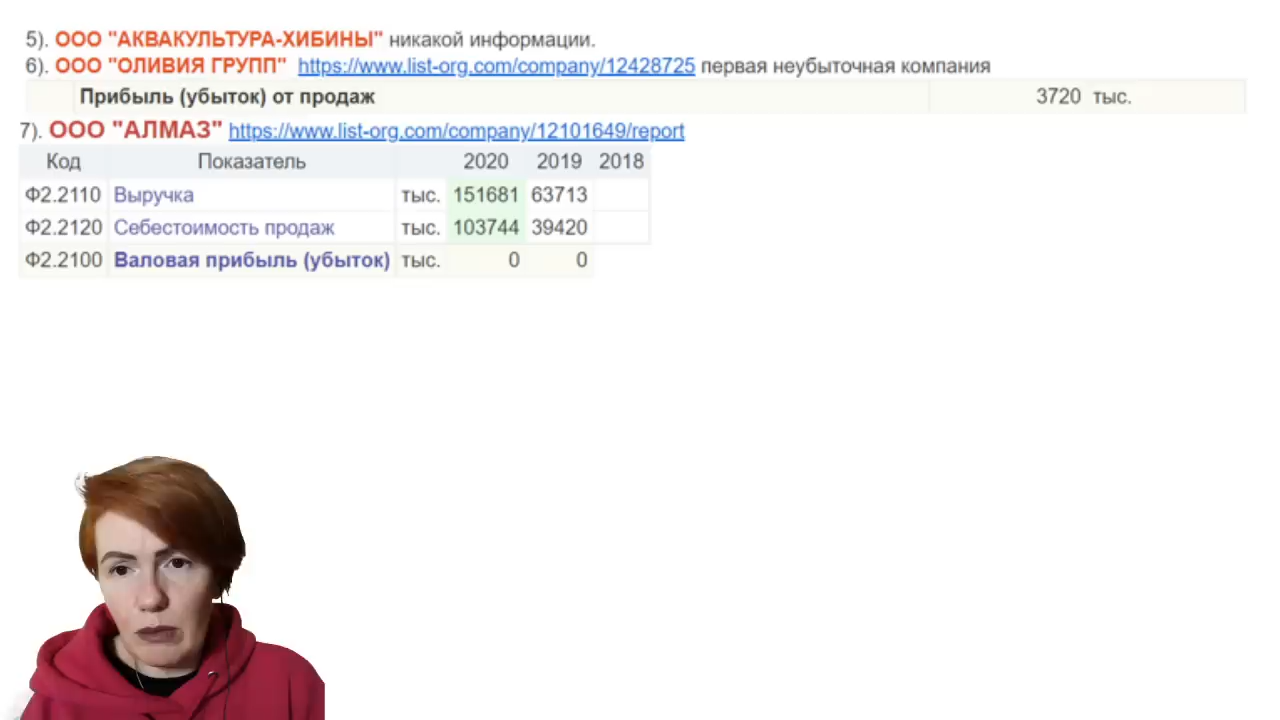 5). ООО "АКВАКУЛЬТУРА-ХИБИНЫ" никакой информации.
6). ООО "ОЛИВИЯ ГРУПП" https://www.list-org.com/company/12428725 первая неубыточная компания
Прибыль (убыток) от продаж 3720 тыс.
7). ООО "АЛМАЗ" https://www.list-org.com/company/12101649/report
Код Показатель 2020 2019 2018
Ф2.2110 Выручка тыс. 151681 63713
Ф2.2120 Себестоимость продаж тыс. 103744 39420
Ф2.2100 Валовая прибыль (убыток) тыс. 0 0